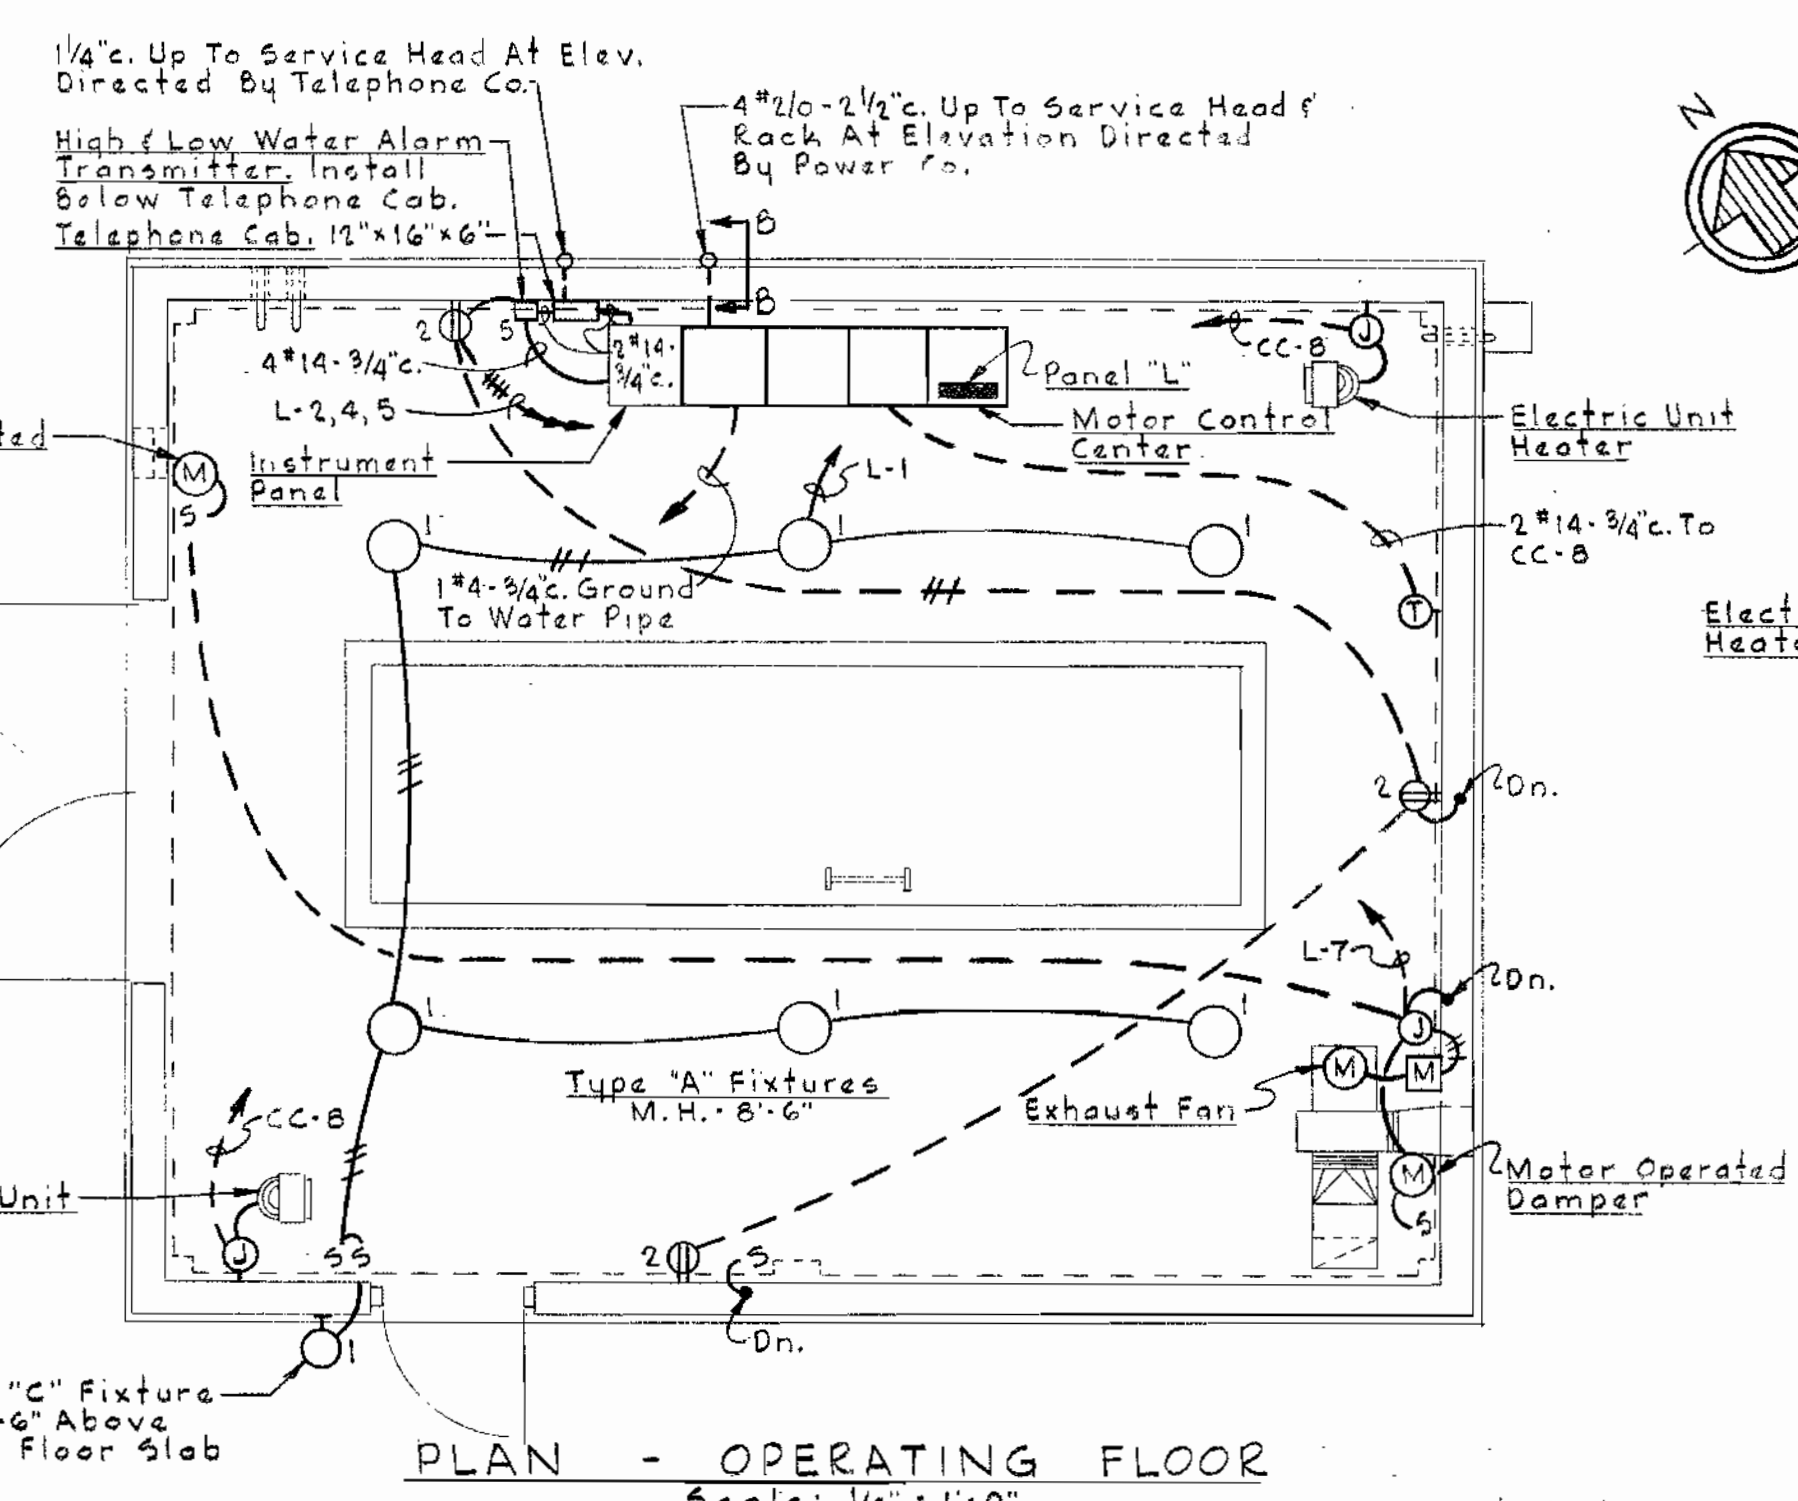 1 1/4"c. Up To Service Head At Elev.
Directed By Telephone Co.
High & Low Water Alarm
Transmitter. Install
Below Telephone Cab.
Telephone Cab. 12"x16"x6"
4 #2/0 - 2 1/2"c. Up To Service Head &
Rack At Elevation Directed
By Power Co.
N
B
B
2
5
4 #14 - 3/4"c.
2 #14 -
3/4"c.
L-2, 4, 5
Instrument
Panel
Panel "L"
Motor Control
Center
CC-8
J
Electric Unit
Heater
M
S
L-1
1
1
1
1 #4 - 3/4"c. Ground
To Water Pipe
2 #14 - 3/4"c. To
CC-8
T
2
Dn.
L-7
Dn.
J
1
1
1
Type "A" Fixtures
M.H. - 8'-6"
Exhaust Fan
M
M
M
S
Motor Operated
Damper
CC-8
Unit
J
S S
2
S
Dn.
1
"C" Fixture
6" Above
Floor Slab
PLAN - OPERATING FLOOR